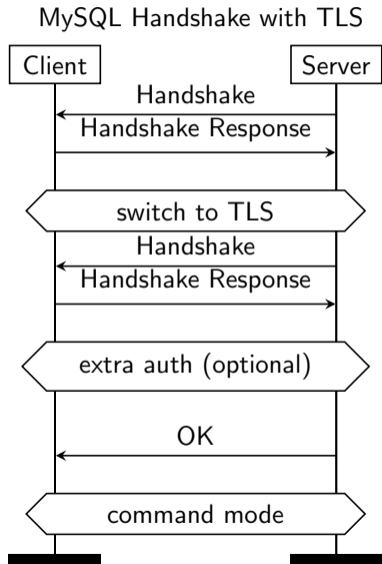 MySQL Handshake with TLS
Client
Server
Handshake
Handshake Response
switch to TLS
Handshake
Handshake Response
extra auth (optional)
OK
command mode